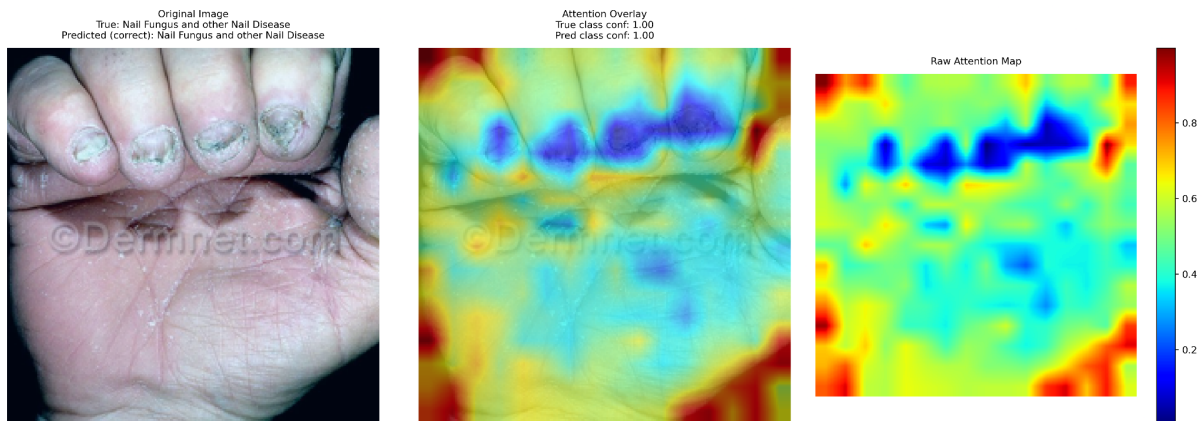 Original Image
True: Nail Fungus and other Nail Disease
Predicted (correct): Nail Fungus and other Nail Disease
©Dermnet.com
Attention Overlay
True class conf: 1.00
Pred class conf: 1.00
©Dermnet.com
Raw Attention Map
0.8
0.6
0.4
0.2